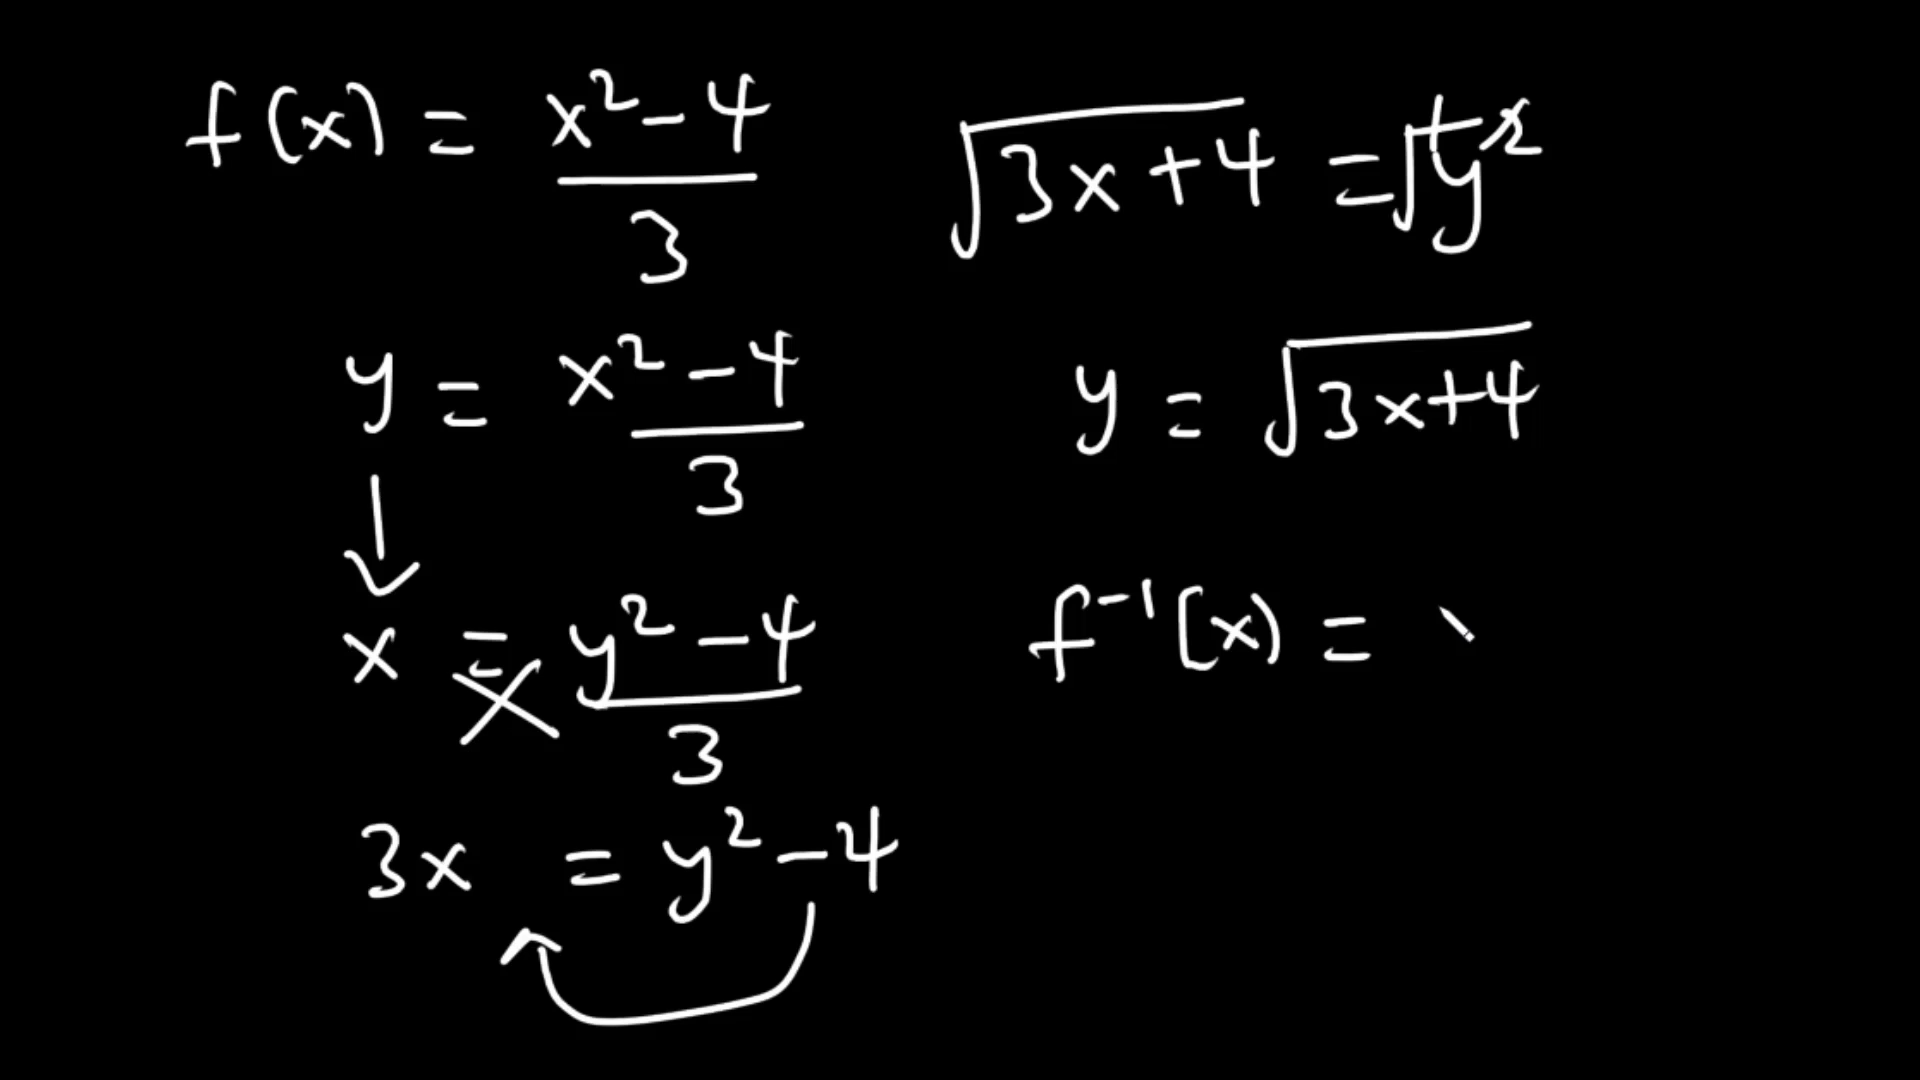 f(x) = x² - 4 / 3
y = x² - 4 / 3
x = y² - 4 / 3
3x = y² - 4
√3x + 4 = √y²
y = √3x+4
f⁻¹(x) =